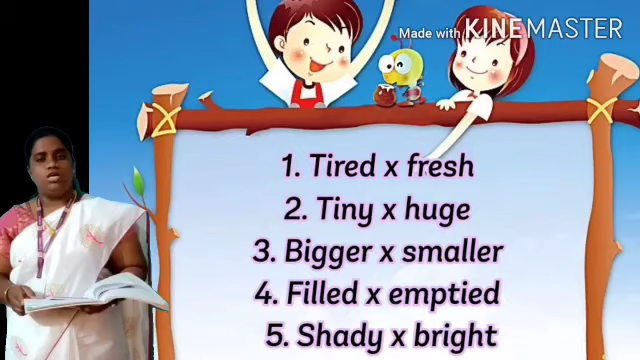 Made with KINEMASTER
1. Tired x fresh
2. Tiny x huge
3. Bigger x smaller
4. Filled x emptied
5. Shady x bright